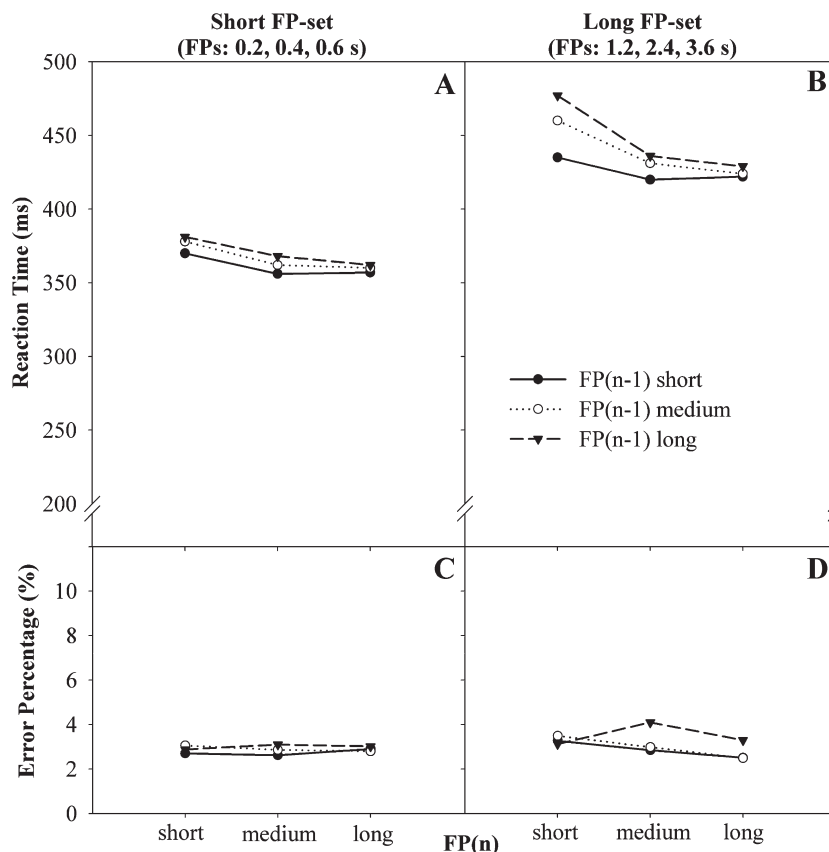 Short FP-set
(FPs: 0.2, 0.4, 0.6 s)
Long FP-set
(FPs: 1.2, 2.4, 3.6 s)
Reaction Time (ms)
500
450
400
350
300
250
200
A
B
FP(n-1) short
FP(n-1) medium
FP(n-1) long
Error Percentage (%)
10
8
6
4
2
0
C
D
short medium long
short medium long
FP(n)